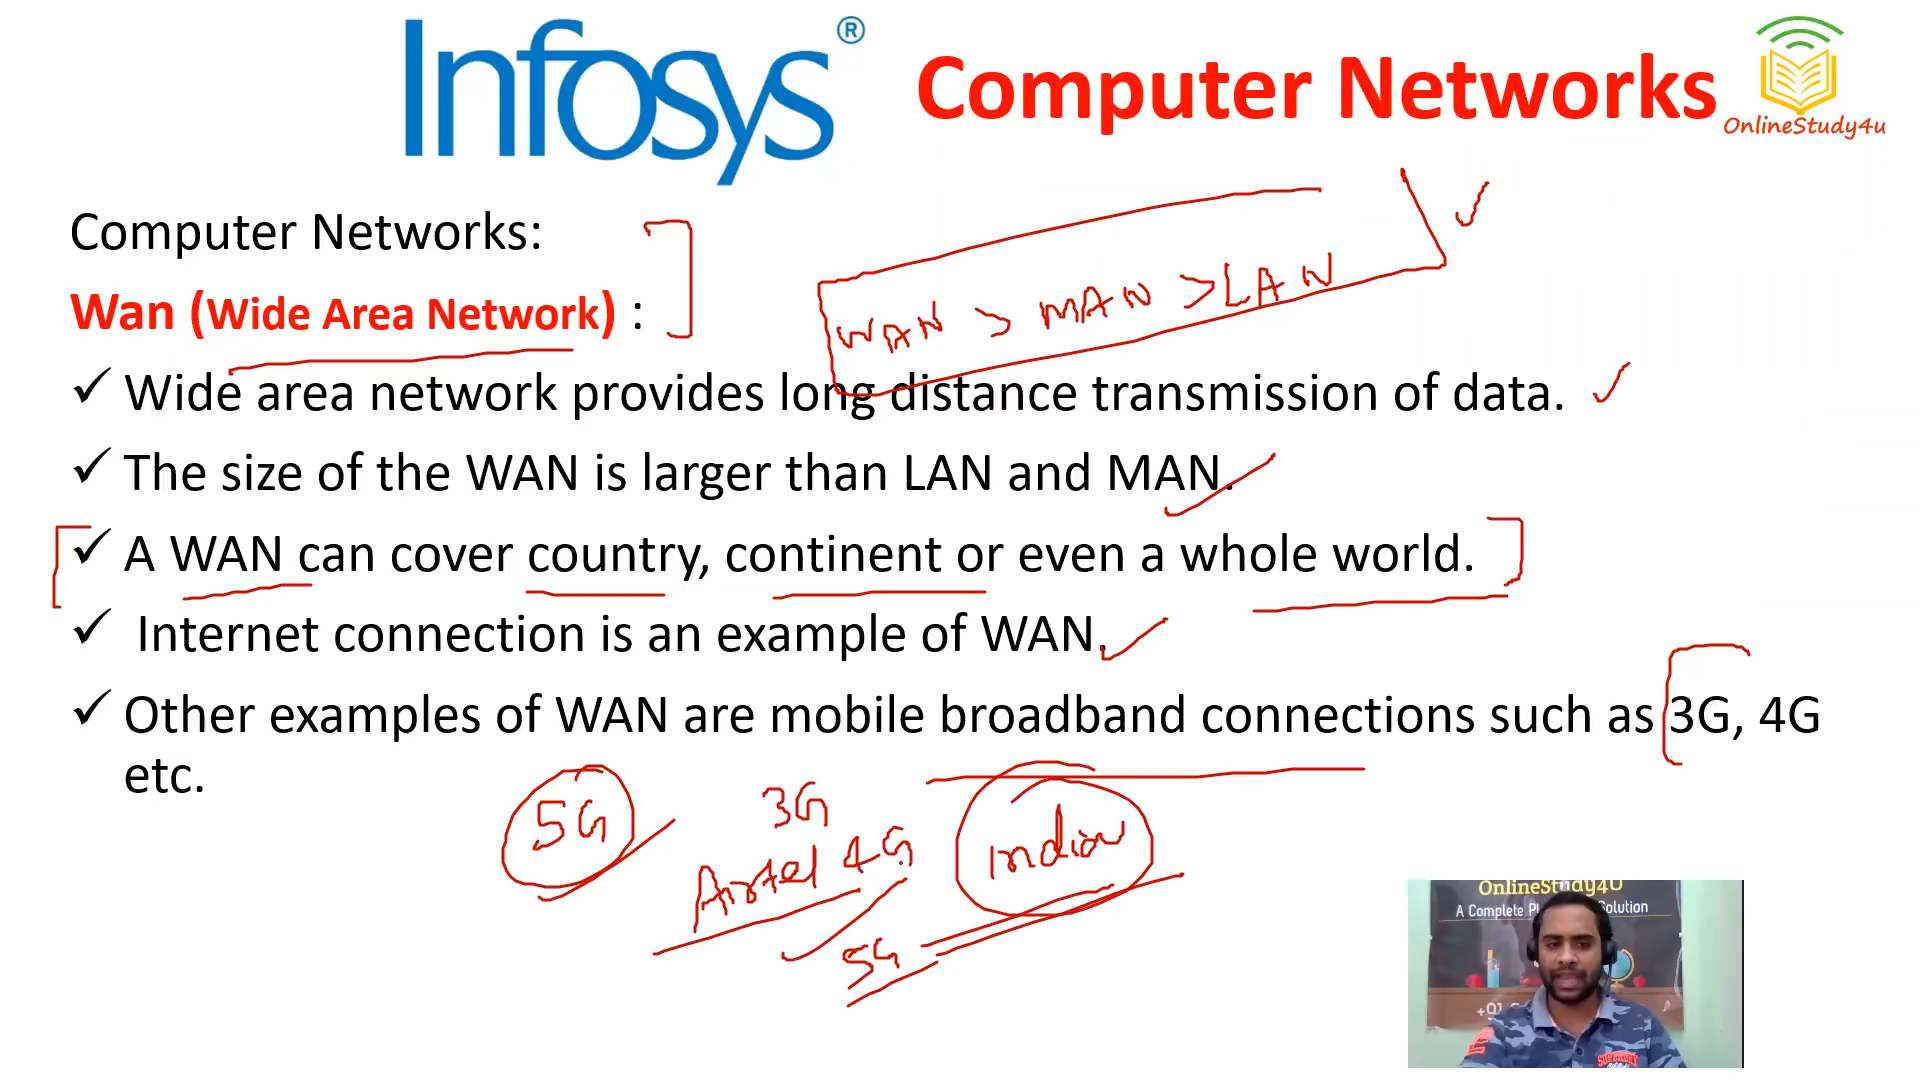 Infosys®
Computer Networks
OnlineStudy4u
Computer Networks:
Wan (Wide Area Network) :
WAN > MAN > LAN
✓ Wide area network provides long distance transmission of data.
✓ The size of the WAN is larger than LAN and MAN.
✓ A WAN can cover country, continent or even a whole world.
✓ Internet connection is an example of WAN.
✓ Other examples of WAN are mobile broadband connections such as 3G, 4G
etc.
5G
3G
Airtel 4G
India
5G
OnlineStudy4U
A Complete Solution